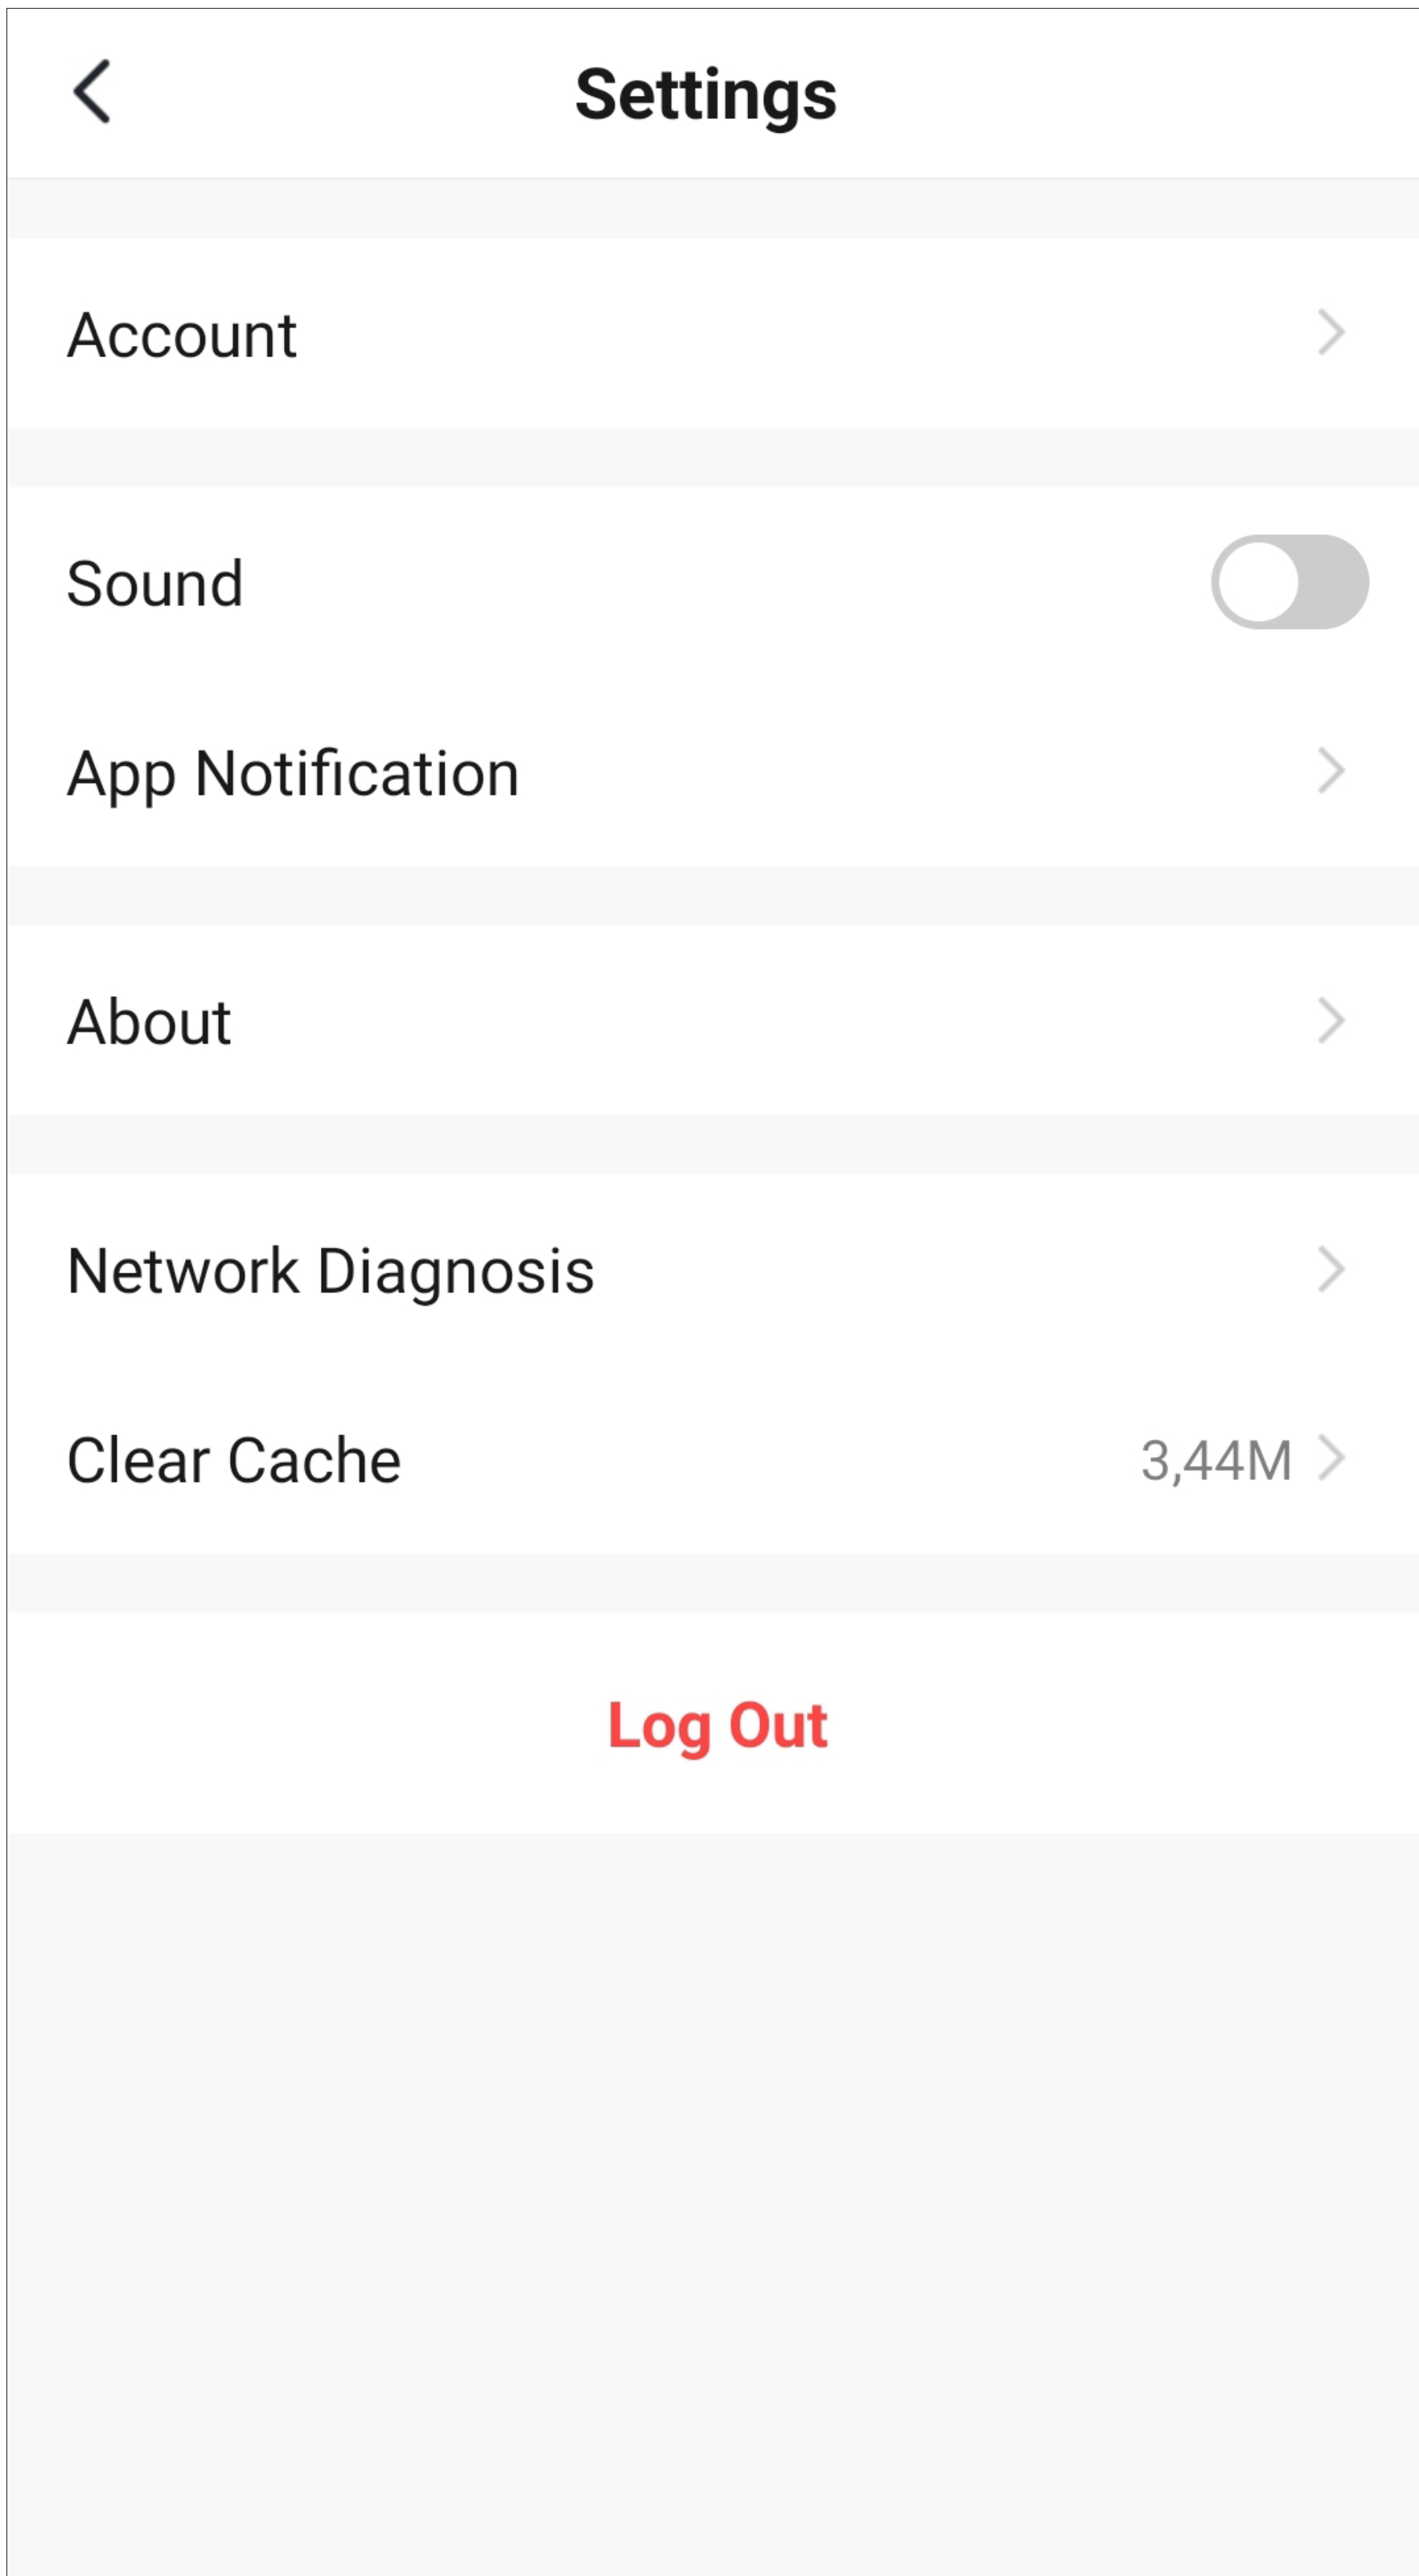 Settings
Account
Sound
App Notification
About
Network Diagnosis
Clear Cache 3,44M
Log Out